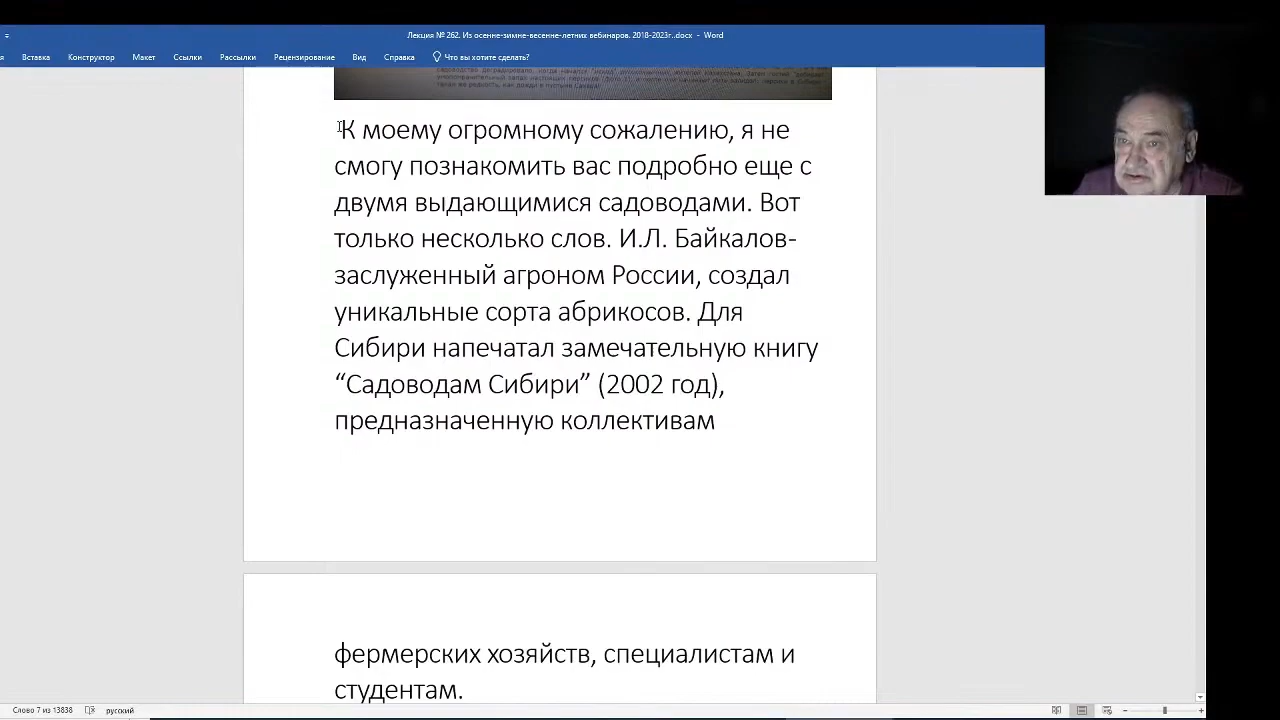 Лекция № 262. Из осенне-зимне-весенне-летних вебинаров. 2018-2023г..docx - Word
Вставка Конструктор Макет Ссылки Рассылки Рецензирование Вид Справка Что вы хотите сделать?
К моему огромному сожалению, я не
смогу познакомить вас подробно еще с
двумя выдающимися садоводами. Вот
только несколько слов. И.Л. Байкалов-
заслуженный агроном России, создал
уникальные сорта абрикосов. Для
Сибири напечатал замечательную книгу
“Садоводам Сибири” (2002 год),
предназначенную коллективам
фермерских хозяйств, специалистам и
студентам.
Слово 7 из 13838 русский